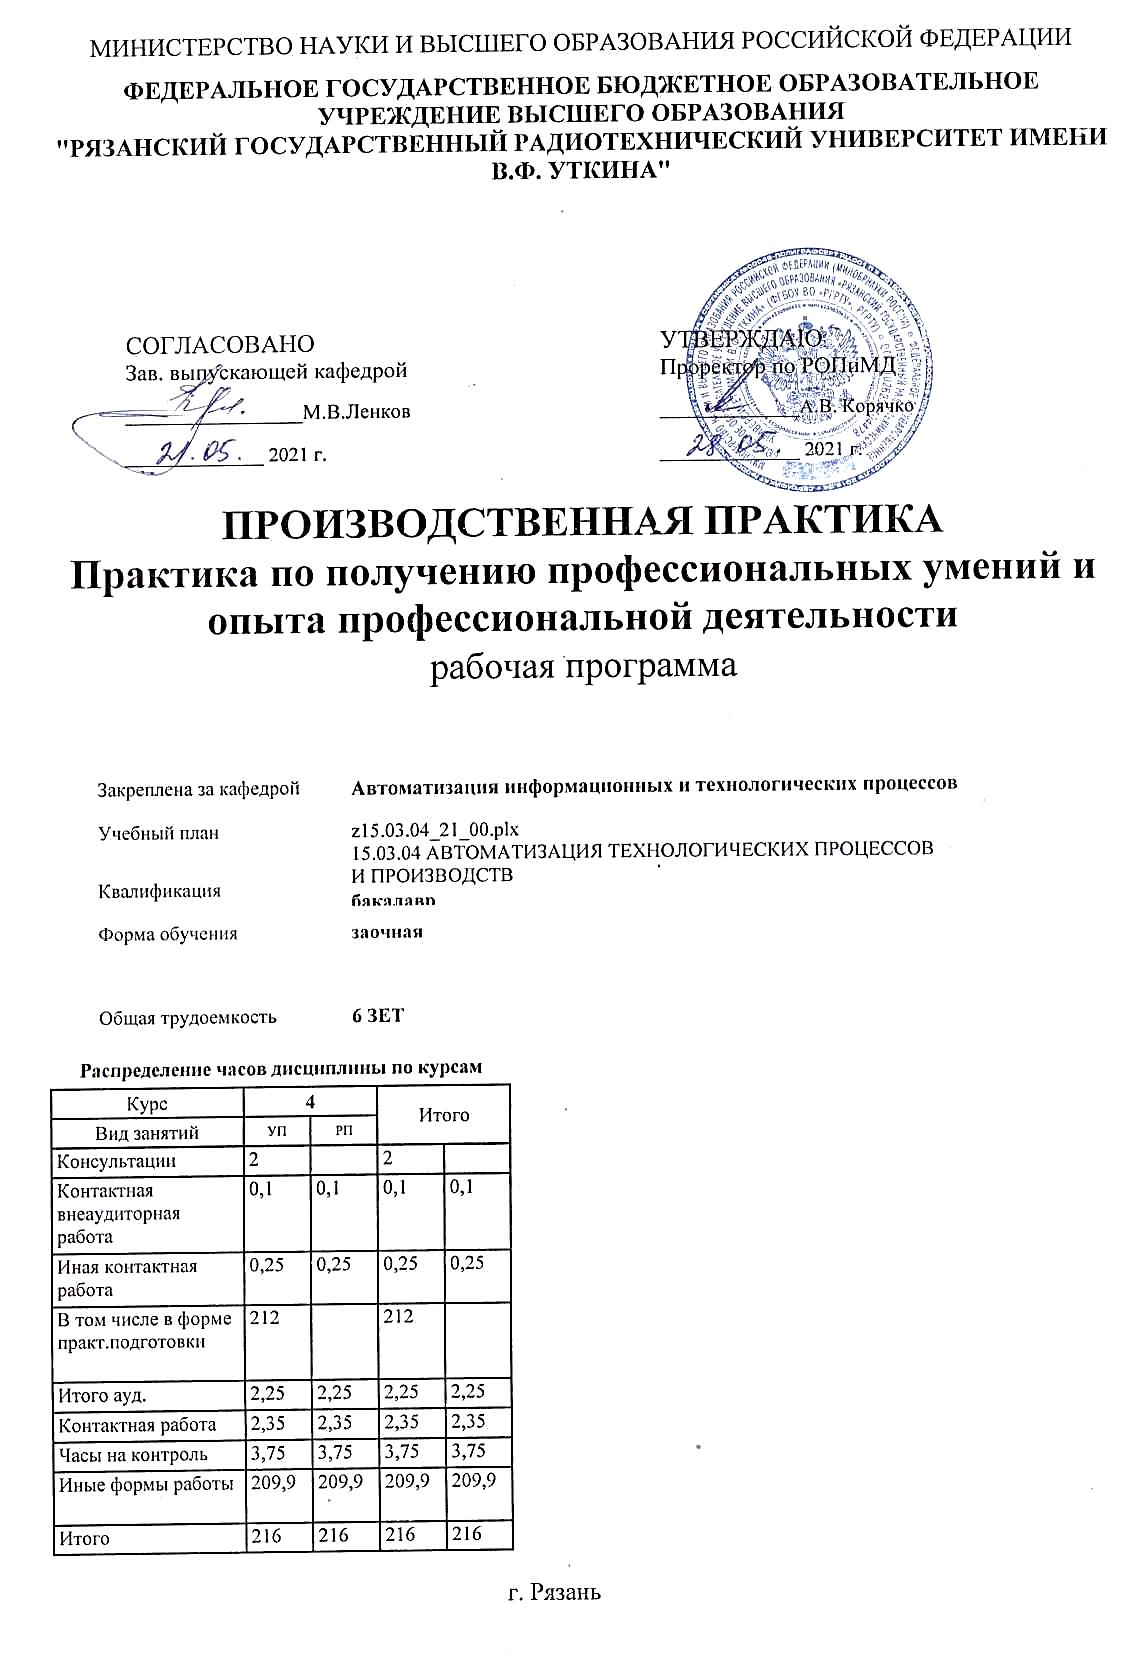 МИНИСТЕРСТВО НАУКИ И ВЫСШЕГО ОБРАЗОВАНИЯ РОССИЙСКОЙ ФЕДЕРАЦИИ
ФЕДЕРАЛЬНОЕ ГОСУДАРСТВЕННОЕ БЮДЖЕТНОЕ ОБРАЗОВАТЕЛЬНОЕ
УЧРЕЖДЕНИЕ ВЫСШЕГО ОБРАЗОВАНИЯ
"РЯЗАНСКИЙ ГОСУДАРСТВЕННЫЙ РАДИОТЕХНИЧЕСКИЙ УНИВЕРСИТЕТ ИМЕНИ
В.Ф. УТКИНА"
СОГЛАСОВАНО
Зав. выпускающей кафедрой
М.В.Ленков
21.05. 2021 г.
УТВЕРЖДАЮ
Проректор по РОПиМД
А.В. Корячко
28 05. 2021 г.
ПРОИЗВОДСТВЕННАЯ ПРАКТИКА
Практика по получению профессиональных умений и
опыта профессиональной деятельности
рабочая программа
Закреплена за кафедрой Автоматизация информационных и технологических процессов
Учебный план z15.03.04_21_00.plx
15.03.04 АВТОМАТИЗАЦИЯ ТЕХНОЛОГИЧЕСКИХ ПРОЦЕССОВ
И ПРОИЗВОДСТВ
Квалификация бакалавр
Форма обучения заочная
Общая трудоемкость 6 ЗЕТ
Распределение часов дисциплины по курсам
Курс 4 Итого
Вид занятий УП РП
Консультации 2 2
Контактная 0,1 0,1 0,1 0,1
внеаудиторная
работа
Иная контактная 0,25 0,25 0,25 0,25
работа
В том числе в форме 212 212
практ.подготовки
Итого ауд. 2,25 2,25 2,25 2,25
Контактная работа 2,35 2,35 2,35 2,35
Часы на контроль 3,75 3,75 3,75 3,75
Иные формы работы 209,9 209,9 209,9 209,9
Итого 216 216 216 216
г. Рязань